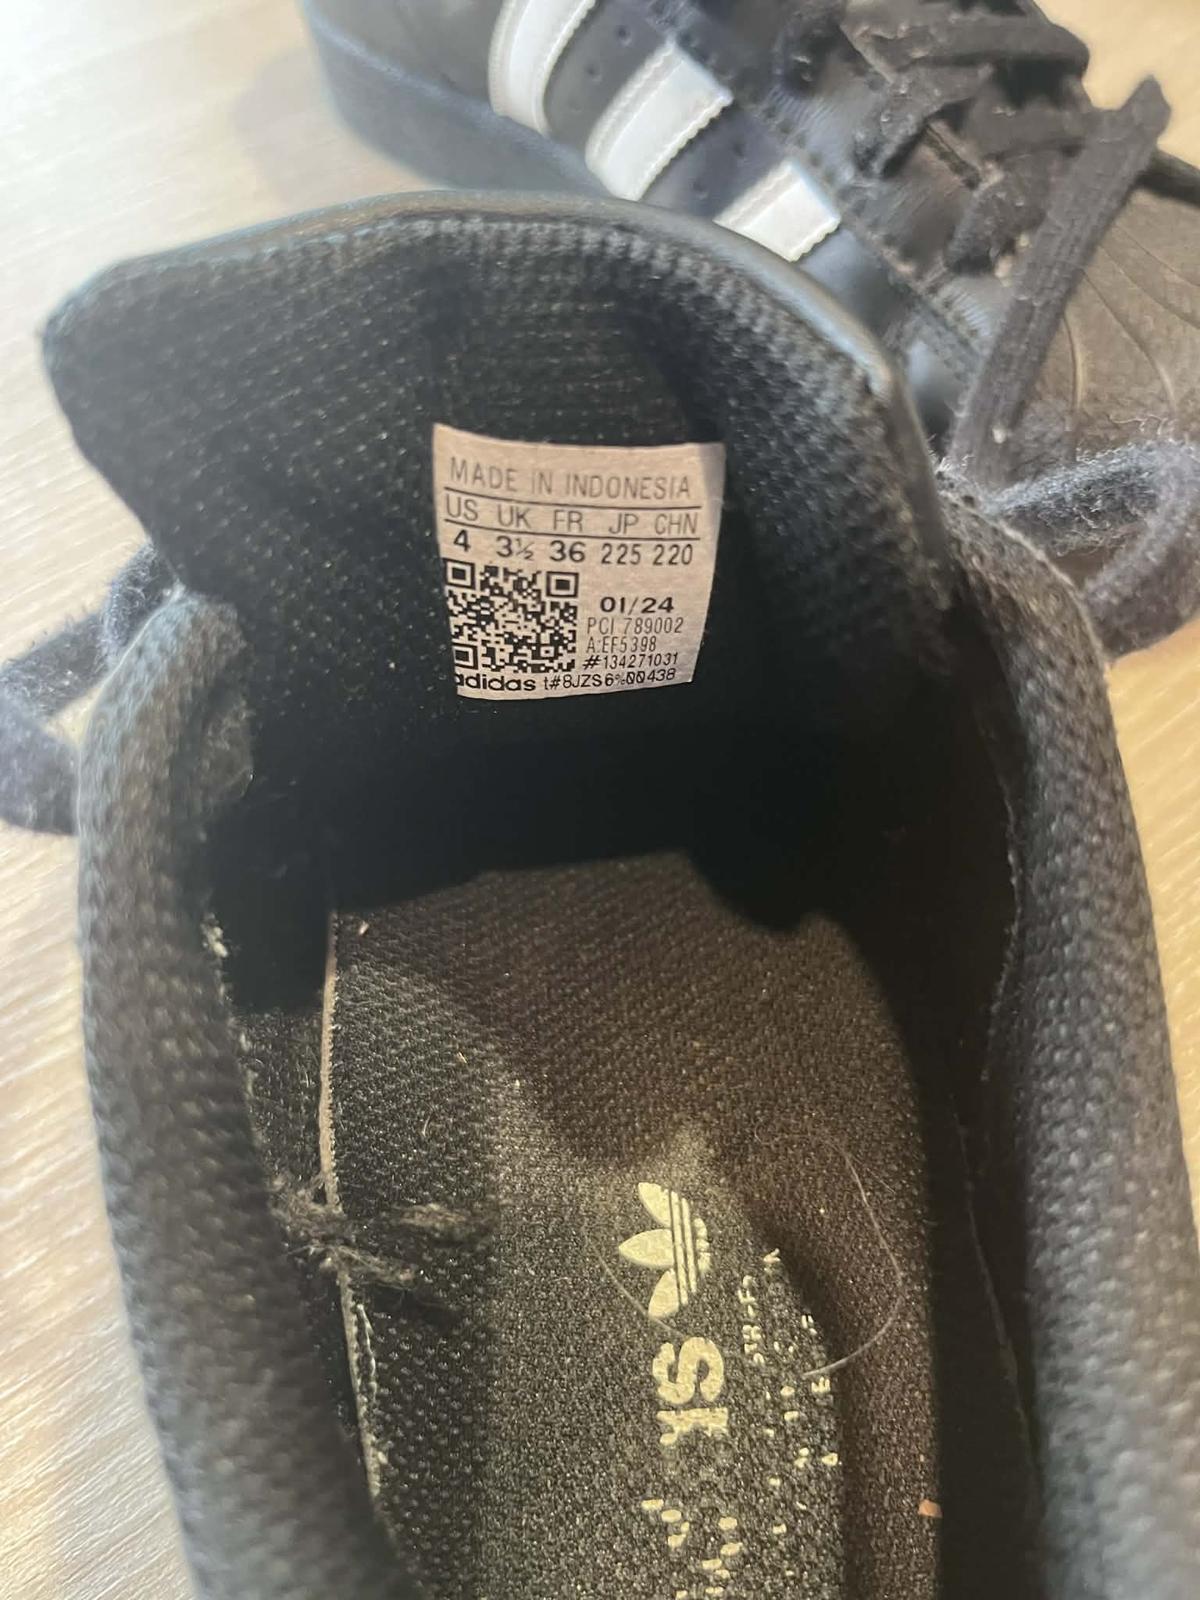 MADE IN INDONESIA
US UK FR JP CHN
4 3½ 36 225 220
01/24
PCI 789002
A:EF5398
#134271031
adidas t#8JZS6%00438
SK